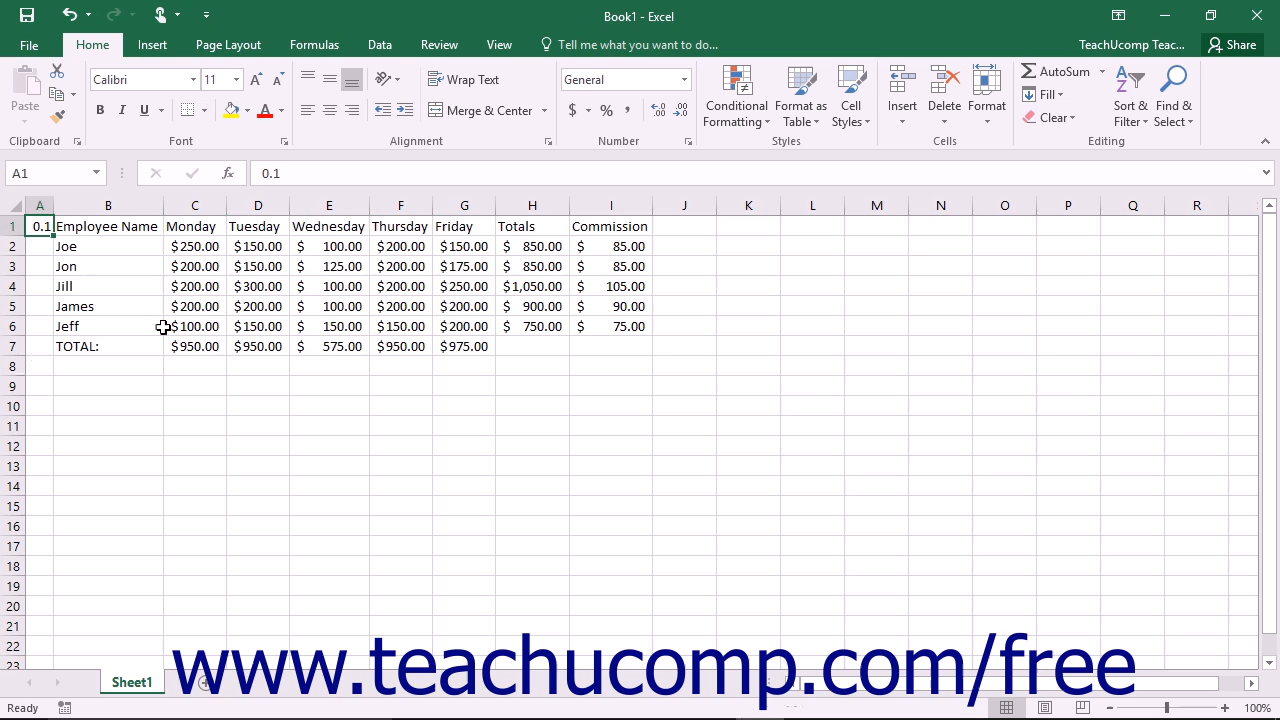 Book1 - Excel
File Home Insert Page Layout Formulas Data Review View Tell me what you want to do... TeachUcomp Teac... Share
Calibri 11 Wrap Text General AutoSum
Paste Conditional Formatting Format as Table Cell Styles Insert Delete Format Fill Sort & Filter Find & Select
B I U A Merge & Center $ % , Clear
Clipboard Font Alignment Number Styles Cells Editing
A1 fx 0.1
A B C D E F G H I J K L M N O P Q R
1 0.1 Employee Name Monday Tuesday Wednesday Thursday Friday Totals Commission
2 Joe $250.00 $150.00 $ 100.00 $200.00 $150.00 $ 850.00 $ 85.00
3 Jon $200.00 $150.00 $ 125.00 $200.00 $175.00 $ 850.00 $ 85.00
4 Jill $200.00 $300.00 $ 100.00 $200.00 $250.00 $1,050.00 $ 105.00
5 James $200.00 $200.00 $ 100.00 $200.00 $200.00 $ 900.00 $ 90.00
6 Jeff $100.00 $150.00 $ 150.00 $150.00 $200.00 $ 750.00 $ 75.00
7 TOTAL: $950.00 $950.00 $ 575.00 $950.00 $975.00
8
9
10
11
12
13
14
15
16
17
18
19
20
21
22
23
www.teachucomp.com/free
Sheet1
Ready 100%